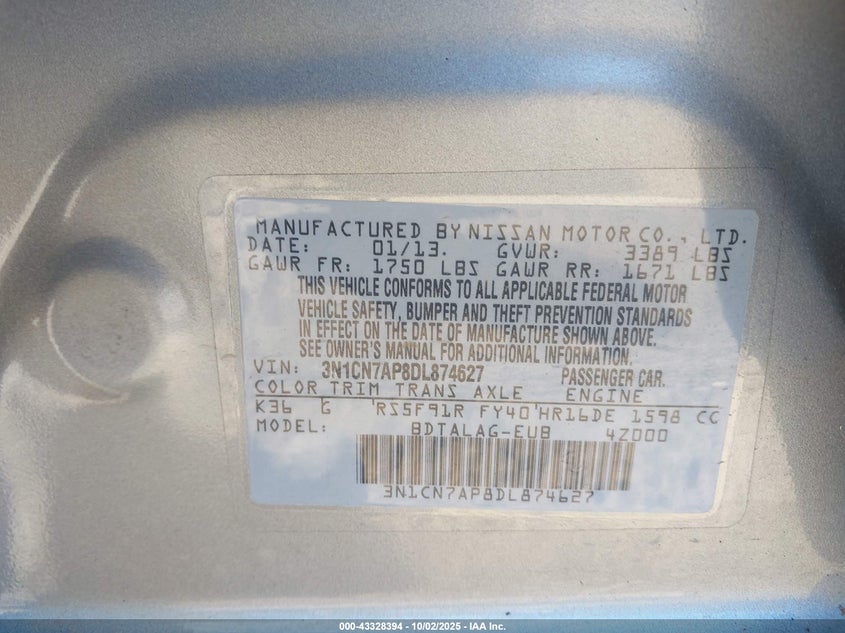 MANUFACTURED BY NISSAN MOTOR CO., LTD.
DATE: 01/13. GVWR: 3389 LBS
GAWR FR: 1750 LBS GAWR RR: 1671 LBS
THIS VEHICLE CONFORMS TO ALL APPLICABLE FEDERAL MOTOR
VEHICLE SAFETY, BUMPER AND THEFT PREVENTION STANDARDS
IN EFFECT ON THE DATE OF MANUFACTURE SHOWN ABOVE.
SEE OWNER'S MANUAL FOR ADDITIONAL INFORMATION.
VIN: 3N1CN7AP8DL874627 PASSENGER CAR.
COLOR TRIM TRANS AXLE ENGINE
K36 G RS5F91R FY40 HR16DE 1598 CC
MODEL: BDTALAG-EUB 4Z000
3N1CN7AP8DL874627
000-43328394 - 10/02/2025 - IAA Inc.